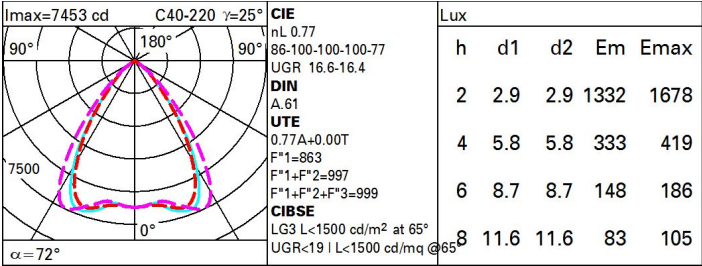 Imax=7453 cd C40-220 γ=25°
90° 180° 90°
7500
0°
α=72°
CIE
nL 0.77
86-100-100-100-77
UGR 16.6-16.4
DIN
A.61
UTE
0.77A+0.00T
F"1=863
F"1+F"2=997
F"1+F"2+F"3=999
CIBSE
LG3 L<1500 cd/m² at 65°
UGR<19 | L<1500 cd/mq @65°
Lux
h d1 d2 Em Emax
2 2.9 2.9 1332 1678
4 5.8 5.8 333 419
6 8.7 8.7 148 186
8 11.6 11.6 83 105